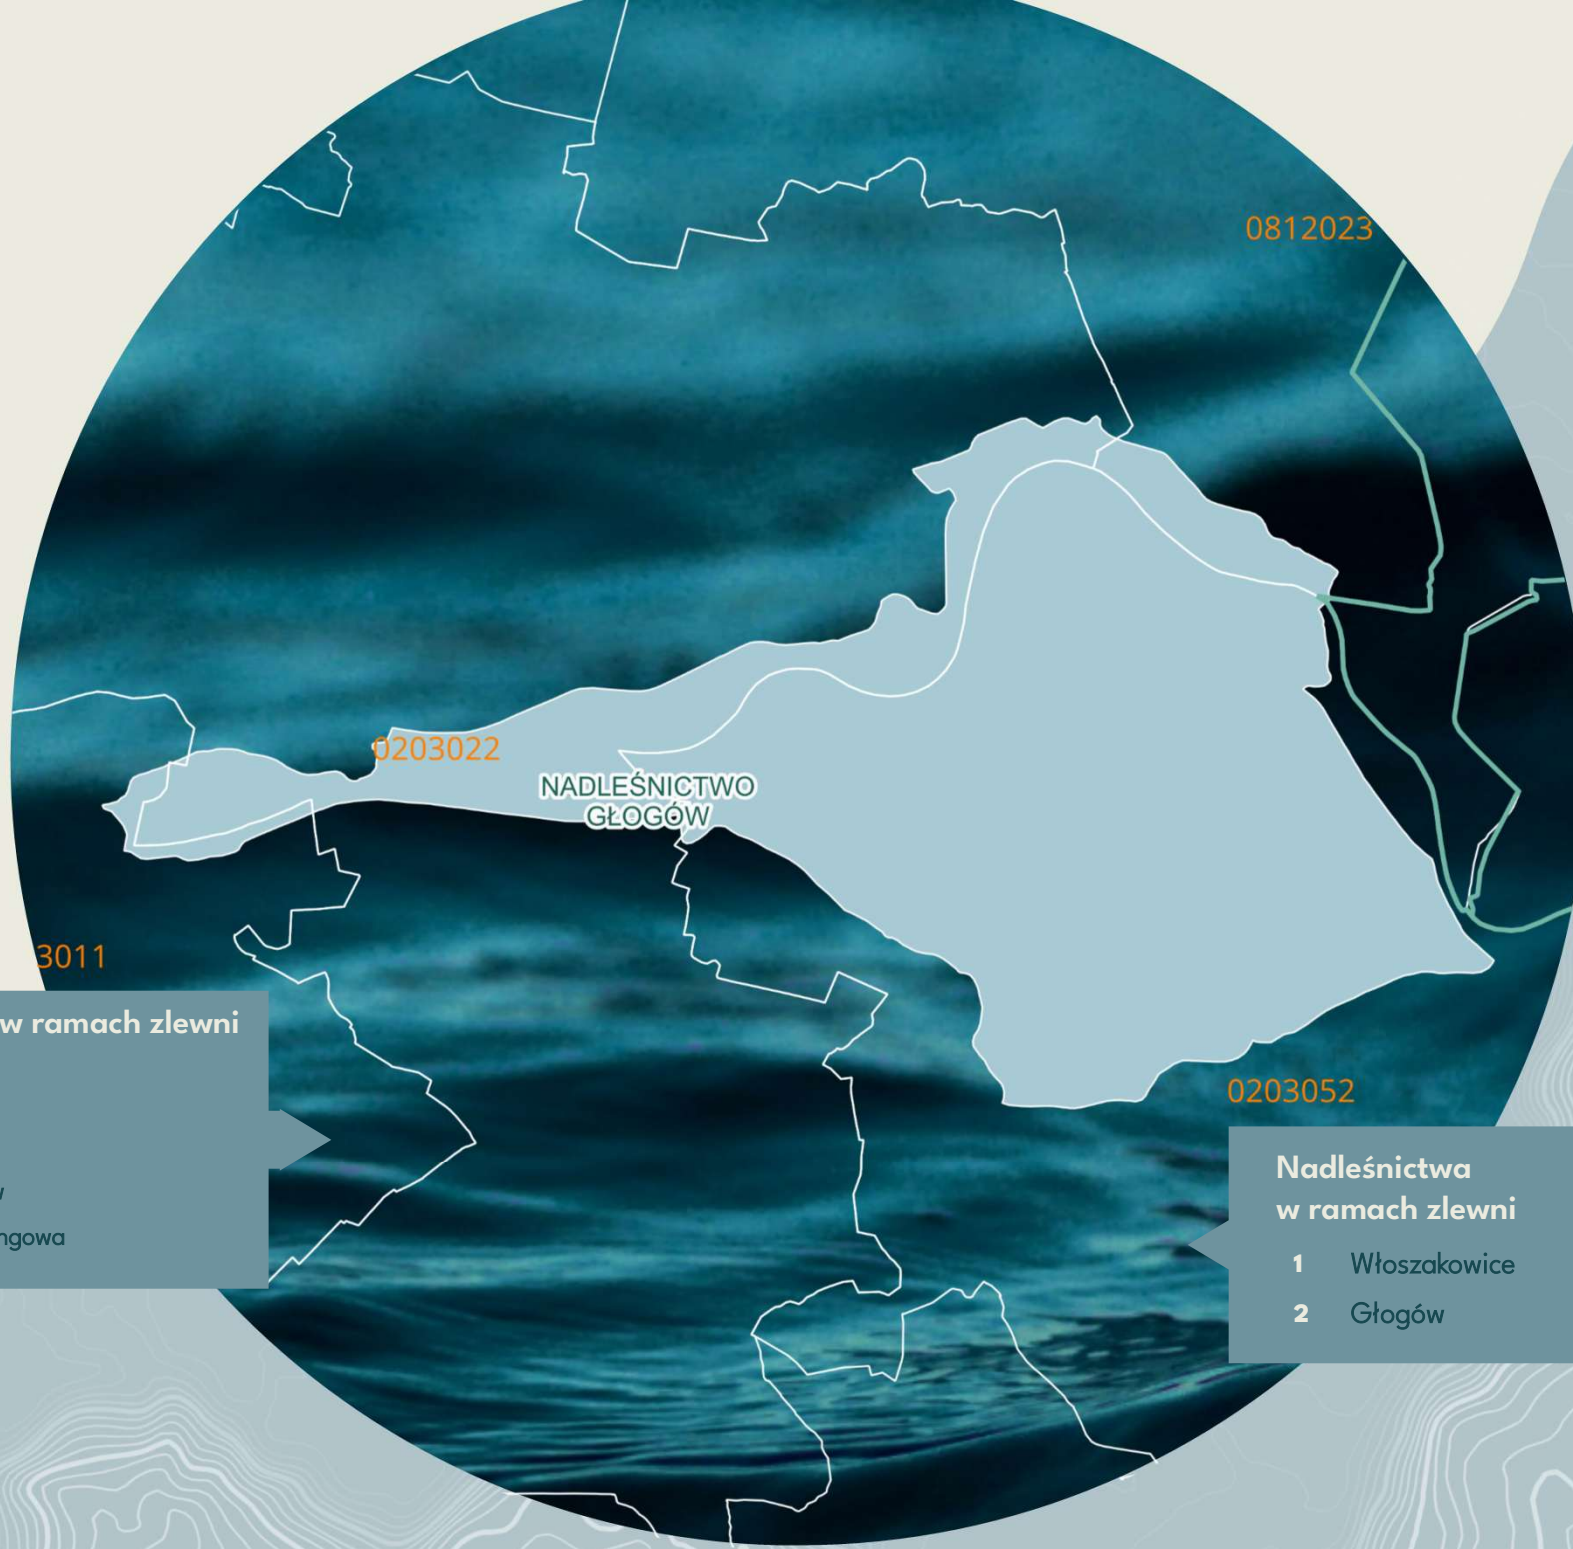 0812023
0203022
NADLEŚNICTWO
GŁOGÓW
3011
w ramach zlewni
0203052
Nadleśnictwa
w ramach zlewni
1 Włoszakowice
2 Głogów